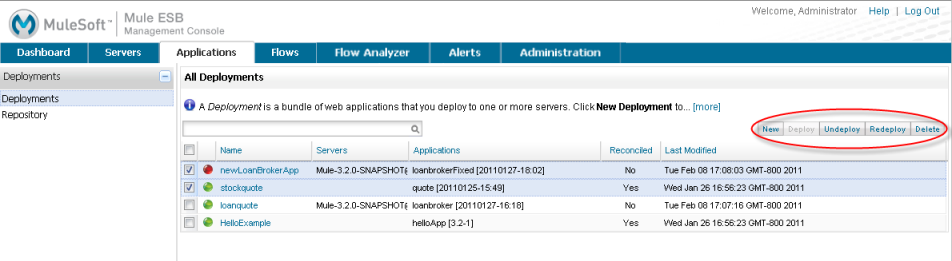 Welcome, Administrator Help | Log Out
MuleSoft™ Mule ESB
Management Console
Dashboard Servers Applications Flows Flow Analyzer Alerts Administration
Deployments All Deployments
Deployments
Repository
A Deployment is a bundle of web applications that you deploy to one or more servers. Click New Deployment to... [more]
New Deploy Undeploy Redeploy Delete
Name Servers Applications Reconciled Last Modified
newLoanBrokerApp Mule-3.2.0-SNAPSHOT( loanbrokerFixed [20110127-18:02] No Tue Feb 08 17:08:03 GMT-800 2011
stockquote quote [20110125-15:49] Yes Wed Jan 26 16:56:23 GMT-800 2011
loanquote Mule-3.2.0-SNAPSHOT( loanbroker [20110127-16:18] No Tue Feb 08 17:07:16 GMT-800 2011
HelloExample helloApp [3.2-1] Yes Wed Jan 26 16:56:23 GMT-800 2011